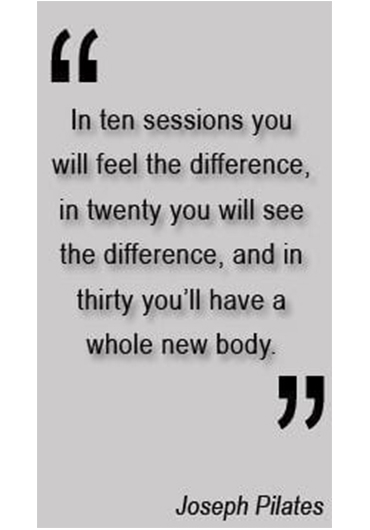 “
In ten sessions you
will feel the difference,
in twenty you will see
the difference, and in
thirty you’ll have a
whole new body.
”
Joseph Pilates